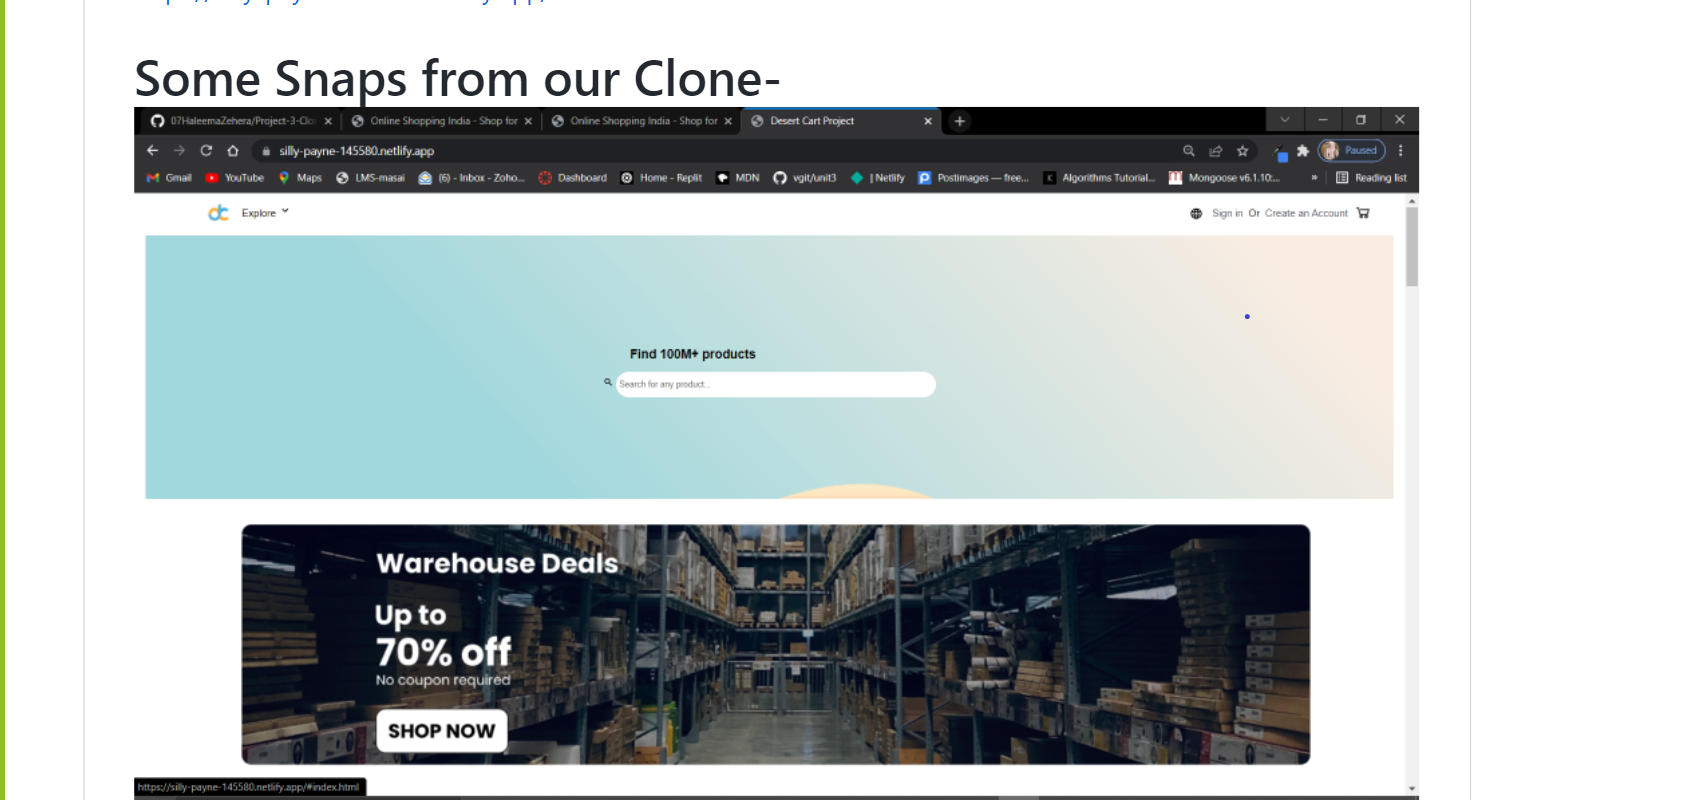 Some Snaps from our Clone-
07HaleemaZehera/Project-3-Clo
Online Shopping India - Shop for
Online Shopping India - Shop for
Desert Cart Project
silly-payne-145580.netlify.app
Paused
Gmail
YouTube
Maps
LMS-masai
(6) - Inbox - Zoho...
Dashboard
Home - Replit
MDN
vgit/unit3
| Netlify
Postimages — free...
Algorithms Tutorial...
Mongoose v6.1.10:...
»
Reading list
dc
Explore
Sign in Or Create an Account
Find 100M+ products
Search for any product...
Warehouse Deals
Up to
70% off
No coupon required
SHOP NOW
https://silly-payne-145580.netlify.app/#index.html